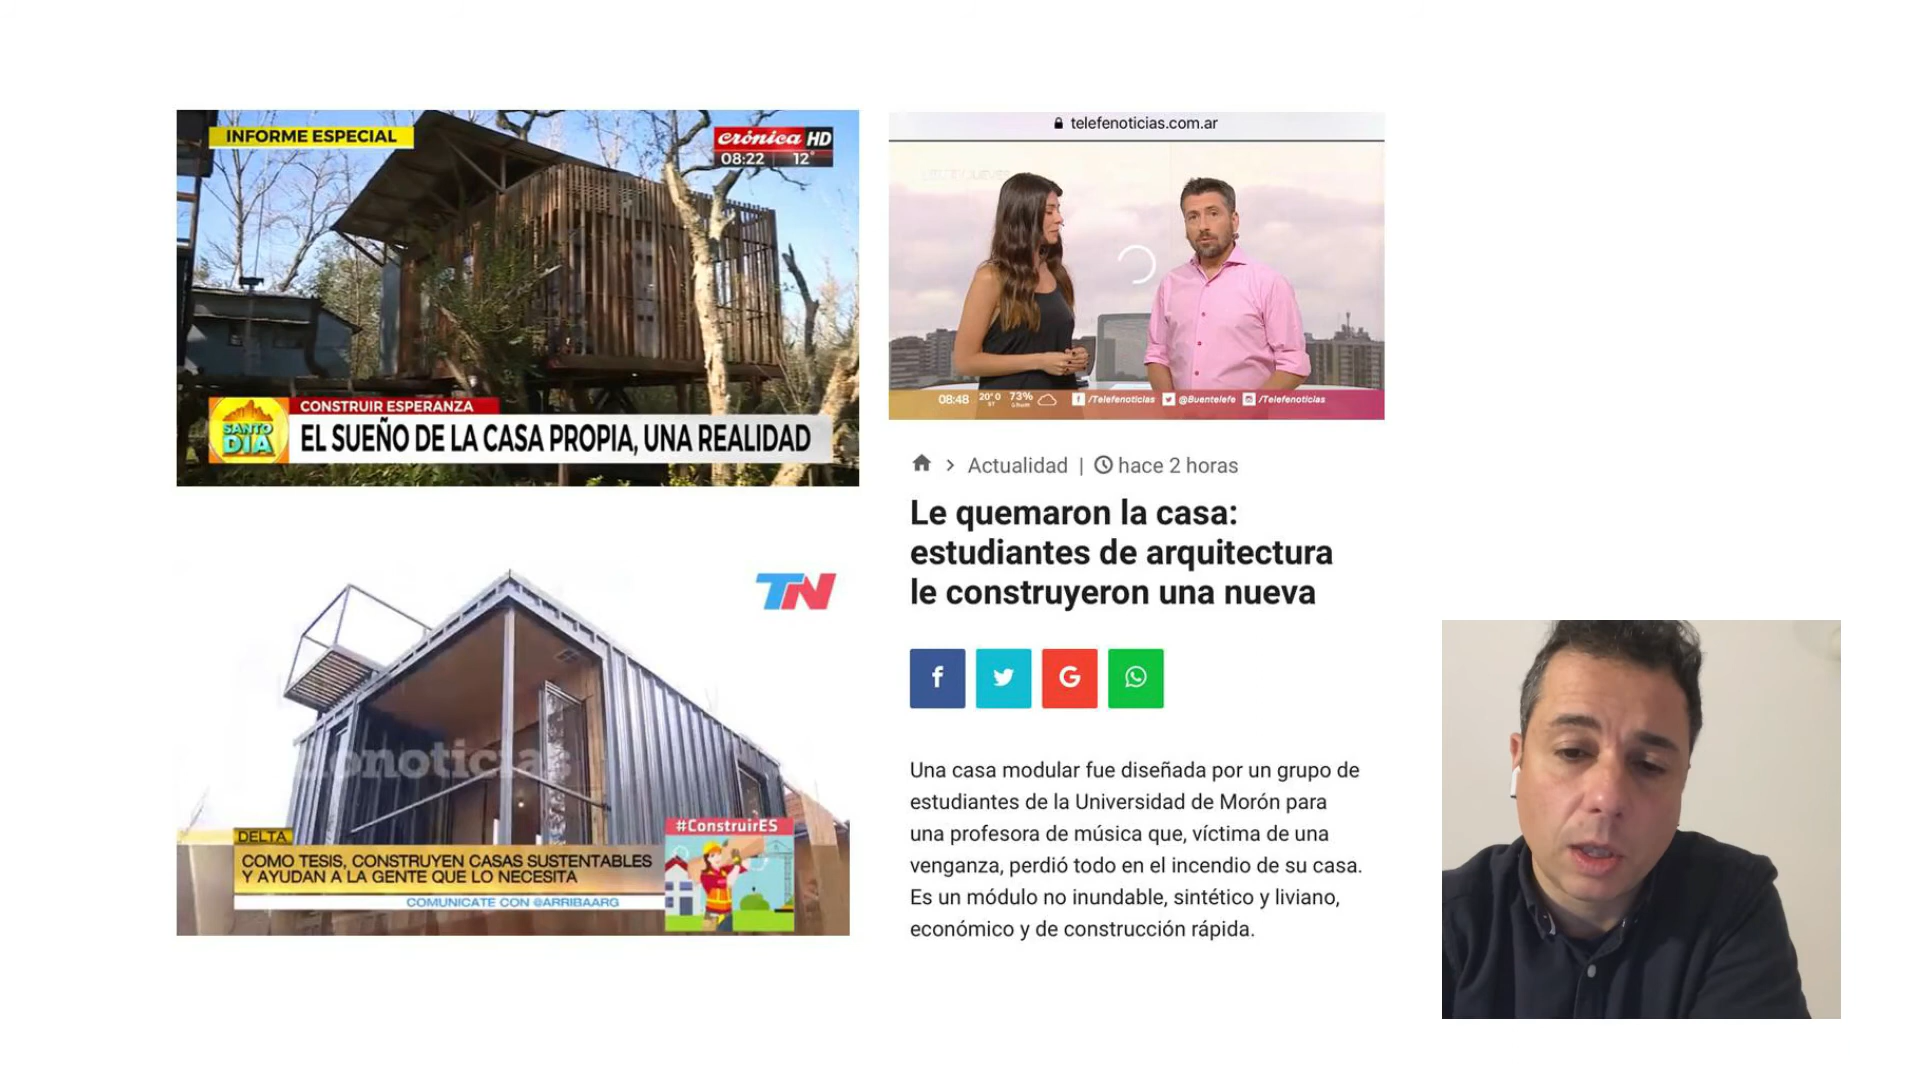 INFORME ESPECIAL
crónica HD
08:22 12°
CONSTRUIR ESPERANZA
SANTO DIA
EL SUEÑO DE LA CASA PROPIA, UNA REALIDAD
TN
#ConstruirES
DELTA
COMO TESIS, CONSTRUYEN CASAS SUSTENTABLES
Y AYUDAN A LA GENTE QUE LO NECESITA
COMUNICATE CON @ARRIBAARG
telefenoticias.com.ar
08:48 73% /Telefenoticias @Buentelefe /Telefenoticias
Actualidad | hace 2 horas
Le quemaron la casa:
estudiantes de arquitectura
le construyeron una nueva
Una casa modular fue diseñada por un grupo de
estudiantes de la Universidad de Morón para
una profesora de música que, víctima de una
venganza, perdió todo en el incendio de su casa.
Es un módulo no inundable, sintético y liviano,
económico y de construcción rápida.